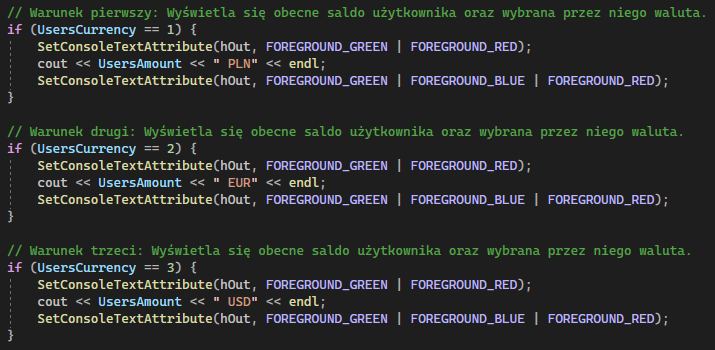 // Warunek pierwszy: Wyświetla się obecne saldo użytkownika oraz wybrana przez niego waluta.
if (UsersCurrency == 1) {
    SetConsoleTextAttribute(hOut, FOREGROUND_GREEN | FOREGROUND_RED);
    cout << UsersAmount << " PLN" << endl;
    SetConsoleTextAttribute(hOut, FOREGROUND_GREEN | FOREGROUND_BLUE | FOREGROUND_RED);
}

// Warunek drugi: Wyświetla się obecne saldo użytkownika oraz wybrana przez niego waluta.
if (UsersCurrency == 2) {
    SetConsoleTextAttribute(hOut, FOREGROUND_GREEN | FOREGROUND_RED);
    cout << UsersAmount << " EUR" << endl;
    SetConsoleTextAttribute(hOut, FOREGROUND_GREEN | FOREGROUND_BLUE | FOREGROUND_RED);
}

// Warunek trzeci: Wyświetla się obecne saldo użytkownika oraz wybrana przez niego waluta.
if (UsersCurrency == 3) {
    SetConsoleTextAttribute(hOut, FOREGROUND_GREEN | FOREGROUND_RED);
    cout << UsersAmount << " USD" << endl;
    SetConsoleTextAttribute(hOut, FOREGROUND_GREEN | FOREGROUND_BLUE | FOREGROUND_RED);
}